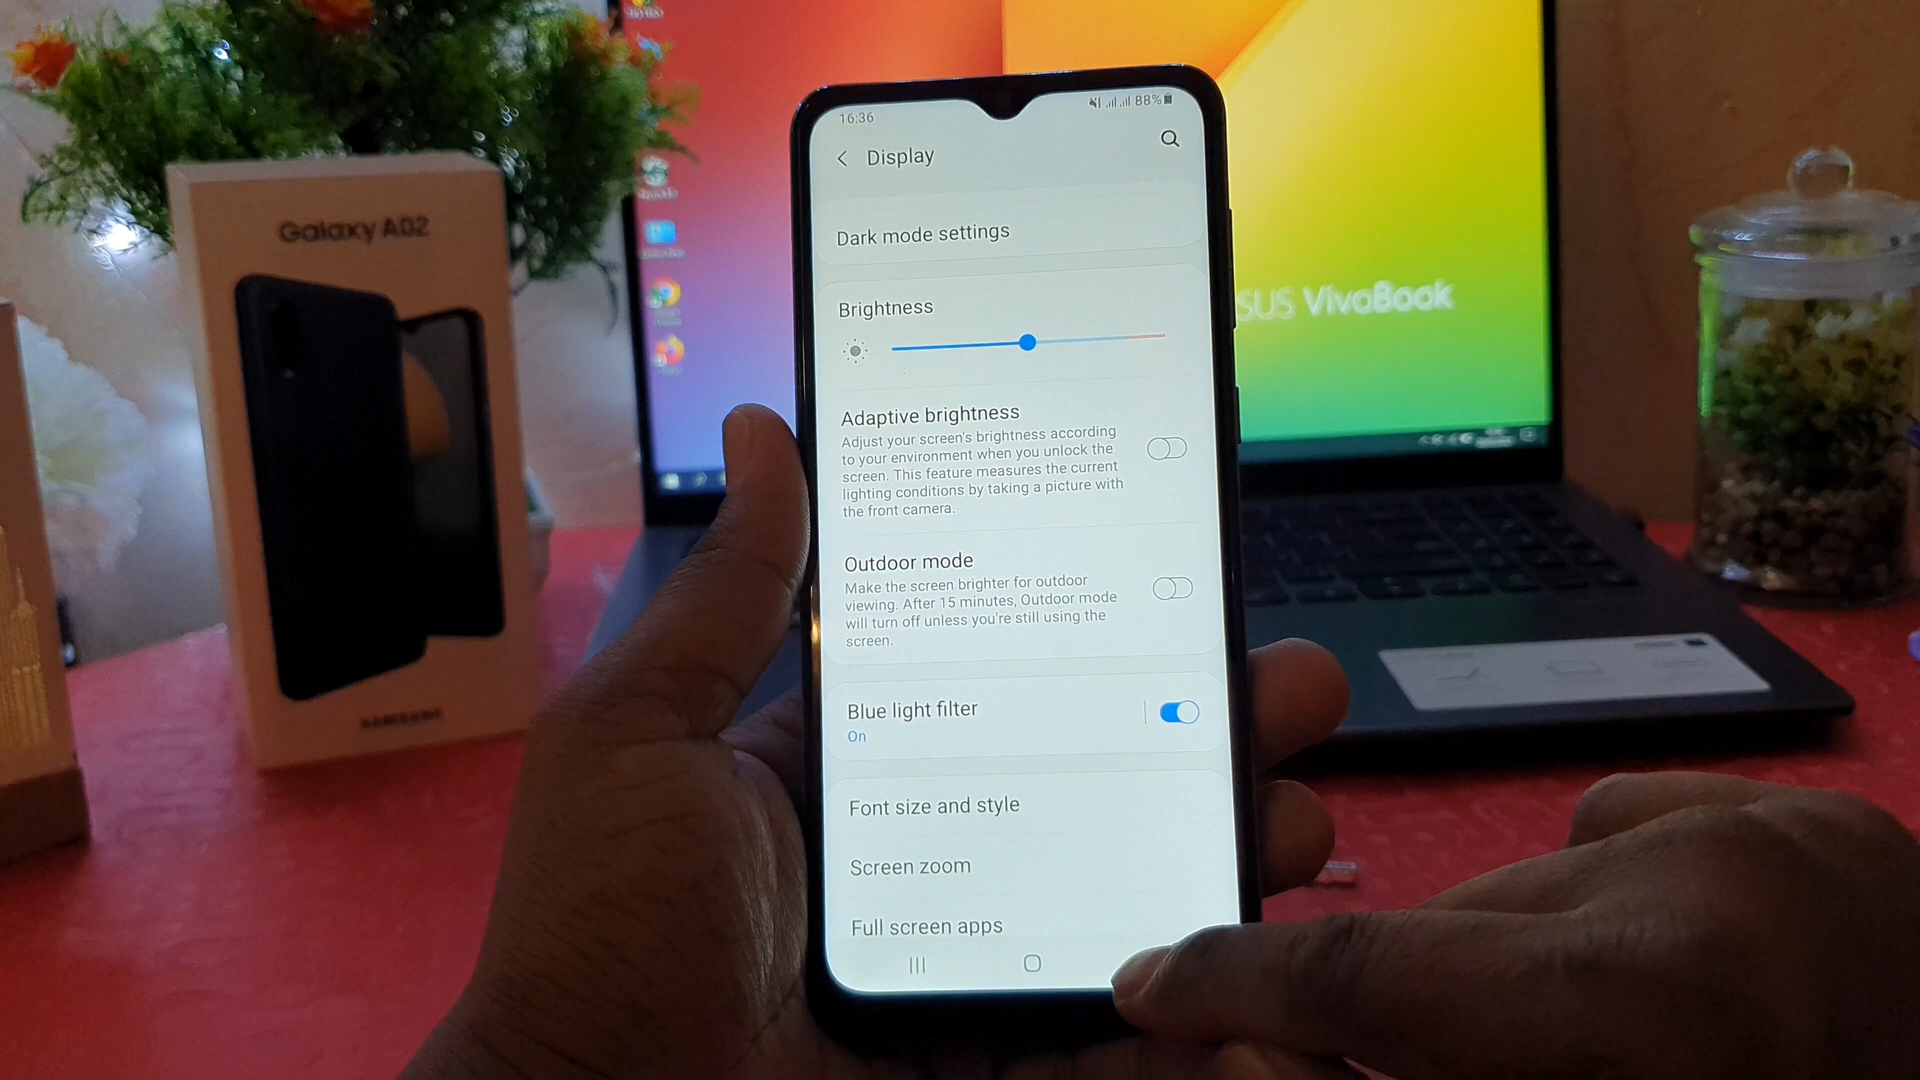 Galaxy A02
SAMSUNG
SUS VivoBook
16:36
88%
Display
Dark mode settings
Brightness
Adaptive brightness
Adjust your screen's brightness according
to your environment when you unlock the
screen. This feature measures the current
lighting conditions by taking a picture with
the front camera.
Outdoor mode
Make the screen brighter for outdoor
viewing. After 15 minutes, Outdoor mode
will turn off unless you're still using the
screen.
Blue light filter
On
Font size and style
Screen zoom
Full screen apps